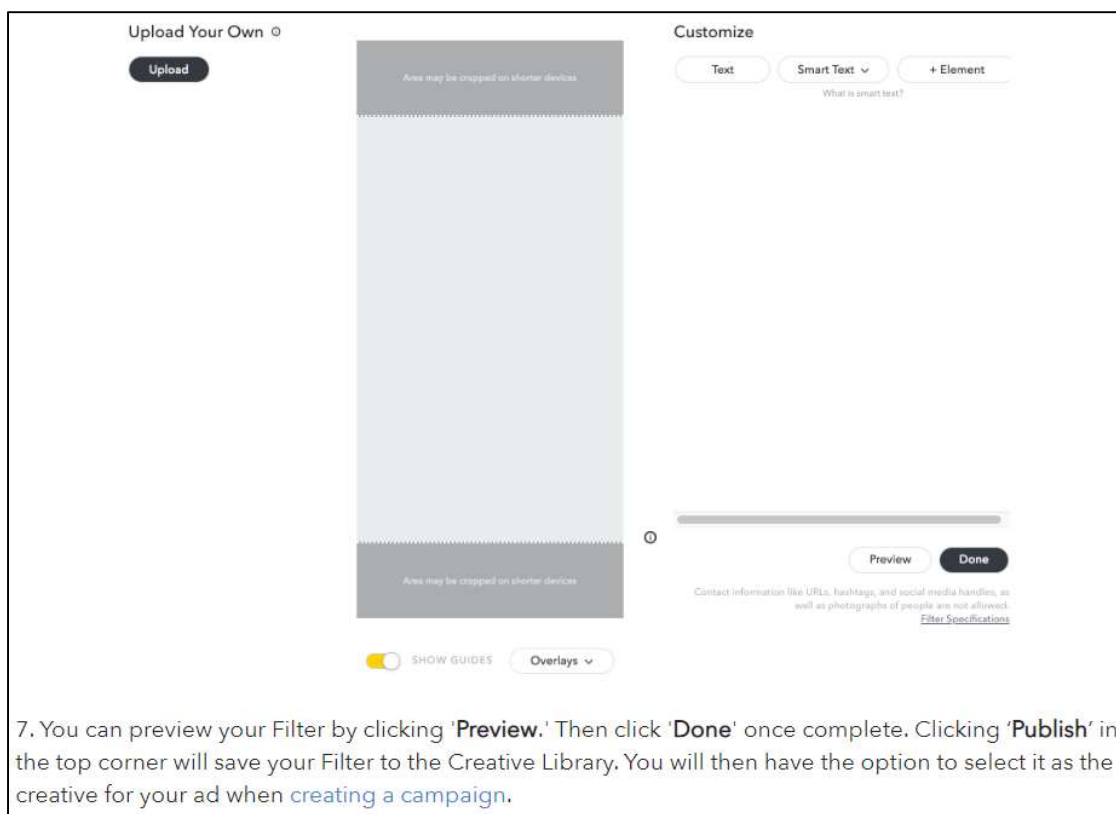 Upload Your Own
Upload
Area may be cropped on shorter devices
Area may be cropped on shorter devices
SHOW GUIDES
Overlays
Customize
Text
Smart Text
+ Element
What is smart text?
Preview
Done
Contact information like URLs, hashtags, and social media handles, as
well as photographs of people are not allowed.
Filter Specifications
7. You can preview your Filter by clicking 'Preview.' Then click 'Done' once complete. Clicking ‘Publish’ in
the top corner will save your Filter to the Creative Library. You will then have the option to select it as the
creative for your ad when creating a campaign.